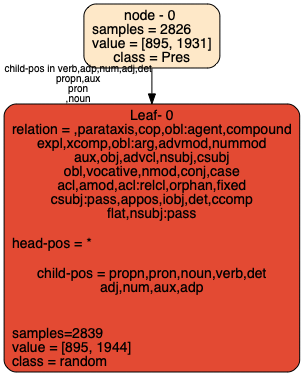 node - 0
samples = 2826
value = [895, 1931]
class = Pres
child-pos in verb,adp,num,adj,det
propn,aux
pron
,noun
Leaf- 0
relation = ,parataxis,cop,obl:agent,compound
expl,xcomp,obl:arg,advmod,nummod
aux,obj,advcl,nsubj,csubj
obl,vocative,nmod,conj,case
acl,amod,acl:relcl,orphan,fixed
csubj:pass,appos,iobj,det,ccomp
flat,nsubj:pass
head-pos = *
child-pos = propn,pron,noun,verb,det
adj,num,aux,adp
samples=2839
value = [895, 1944]
class = random